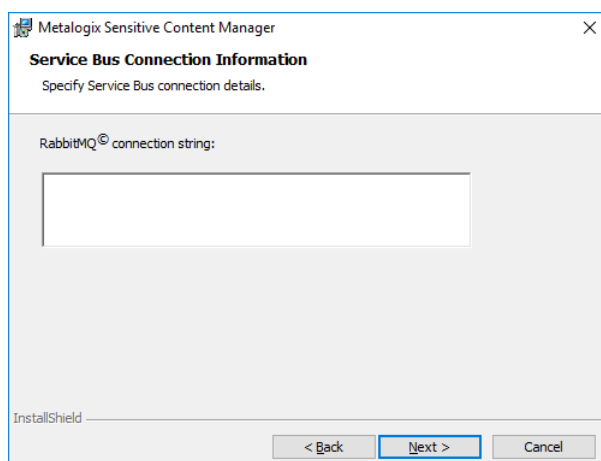 Metalogix Sensitive Content Manager
Service Bus Connection Information
Specify Service Bus connection details.
RabbitMQ© connection string:
InstallShield
< Back Next > Cancel